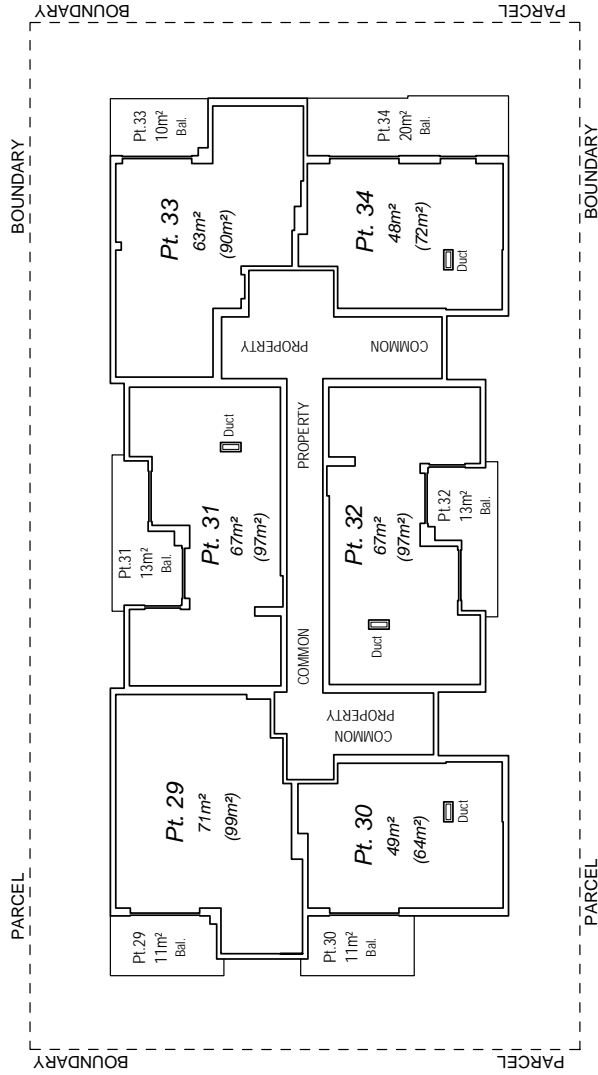 BOUNDARY
PARCEL
BOUNDARY
BOUNDARY
Pt.33
10m²
Bal.
Pt.34
20m²
Bal.
Pt. 33
63m²
(90m²)
Pt. 34
48m²
(72m²)
Duct
COMMON
PROPERTY
Pt.31
13m²
Bal.
Duct
Pt. 31
67m²
(97m²)
COMMON
PROPERTY
Pt. 32
67m²
(97m²)
Pt.32
13m²
Bal.
Duct
COMMON
PROPERTY
Pt. 29
71m²
(99m²)
Pt. 30
49m²
(64m²)
Duct
Pt.29
11m²
Bal.
Pt.30
11m²
Bal.
PARCEL
PARCEL
BOUNDARY
PARCEL